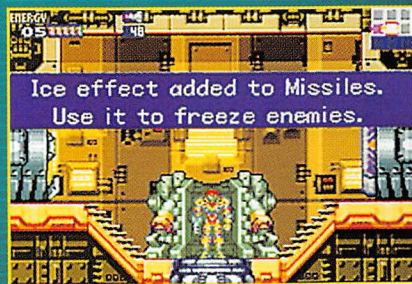 ENERGY
05
48
Ice effect added to Missiles.
Use it to freeze enemies.